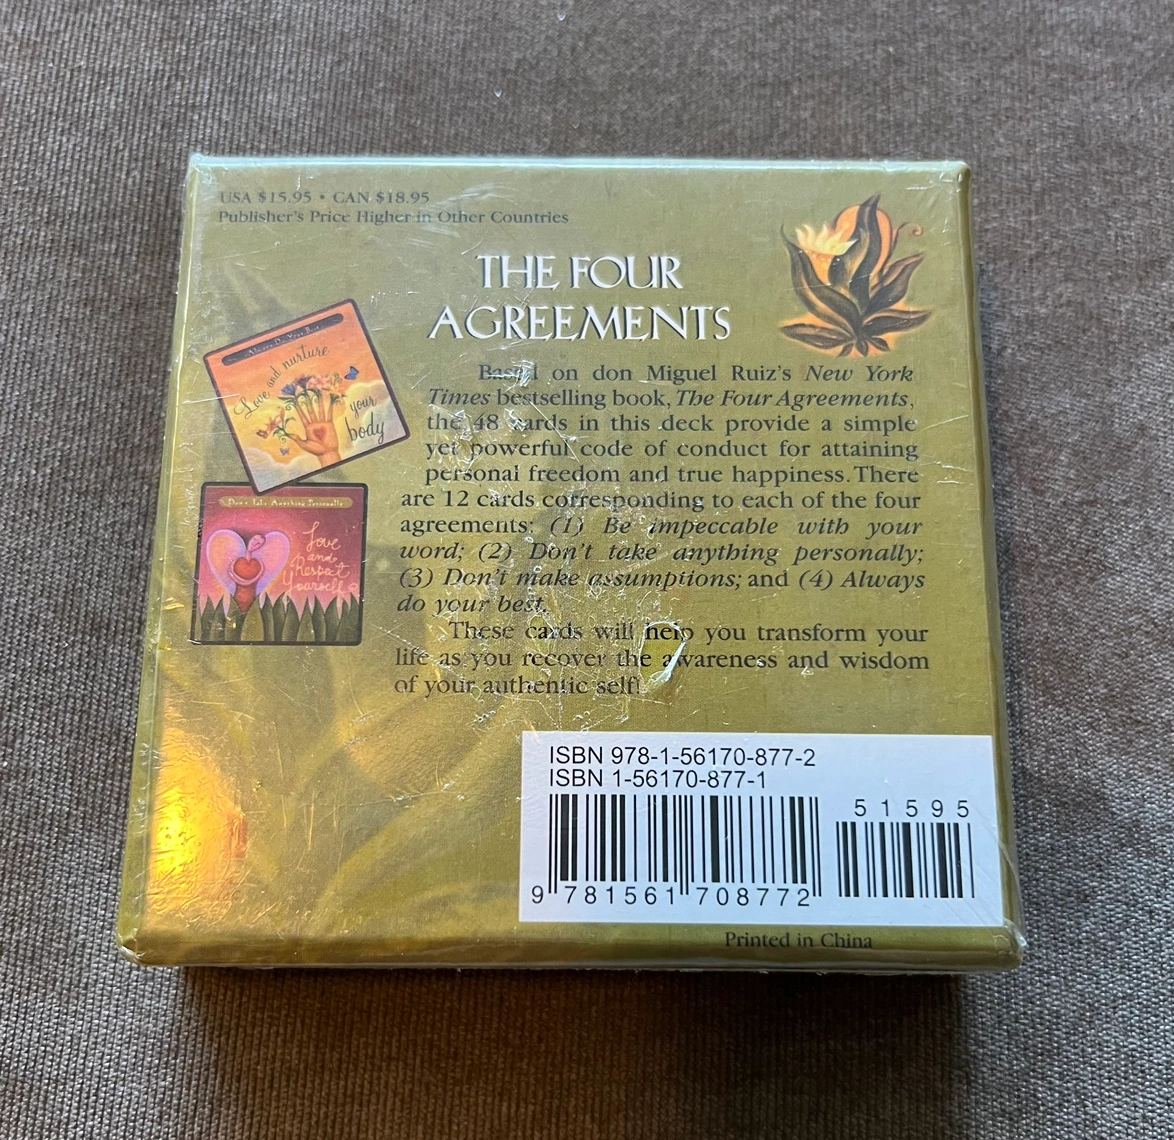 USA $15.95 • CAN $18.95
Publisher's Price Higher in Other Countries
THE FOUR
AGREEMENTS
Always Do Your Best
Love and nurture
your
body
Don't Take Anything Personally
Love
and
Respect
Yourself
Based on don Miguel Ruiz's New York
Times bestselling book, The Four Agreements,
the 48 cards in this deck provide a simple
yet powerful code of conduct for attaining
personal freedom and true happiness. There
are 12 cards corresponding to each of the four
agreements: (1) Be impeccable with your
word; (2) Don't take anything personally;
(3) Don't make assumptions; and (4) Always
do your best.
These cards will help you transform your
life as you recover the awareness and wisdom
of your authentic self!
ISBN 978-1-56170-877-2
ISBN 1-56170-877-1
51595
9 781561 708772
Printed in China